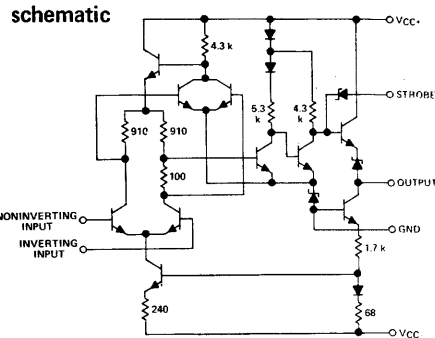 schematic
VCC+
4.3 k
STROBE
5.3 k
4.3 k
910
910
100
OUTPUT
NONINVERTING INPUT
GND
INVERTING INPUT
1.7 k
240
68
VCC-